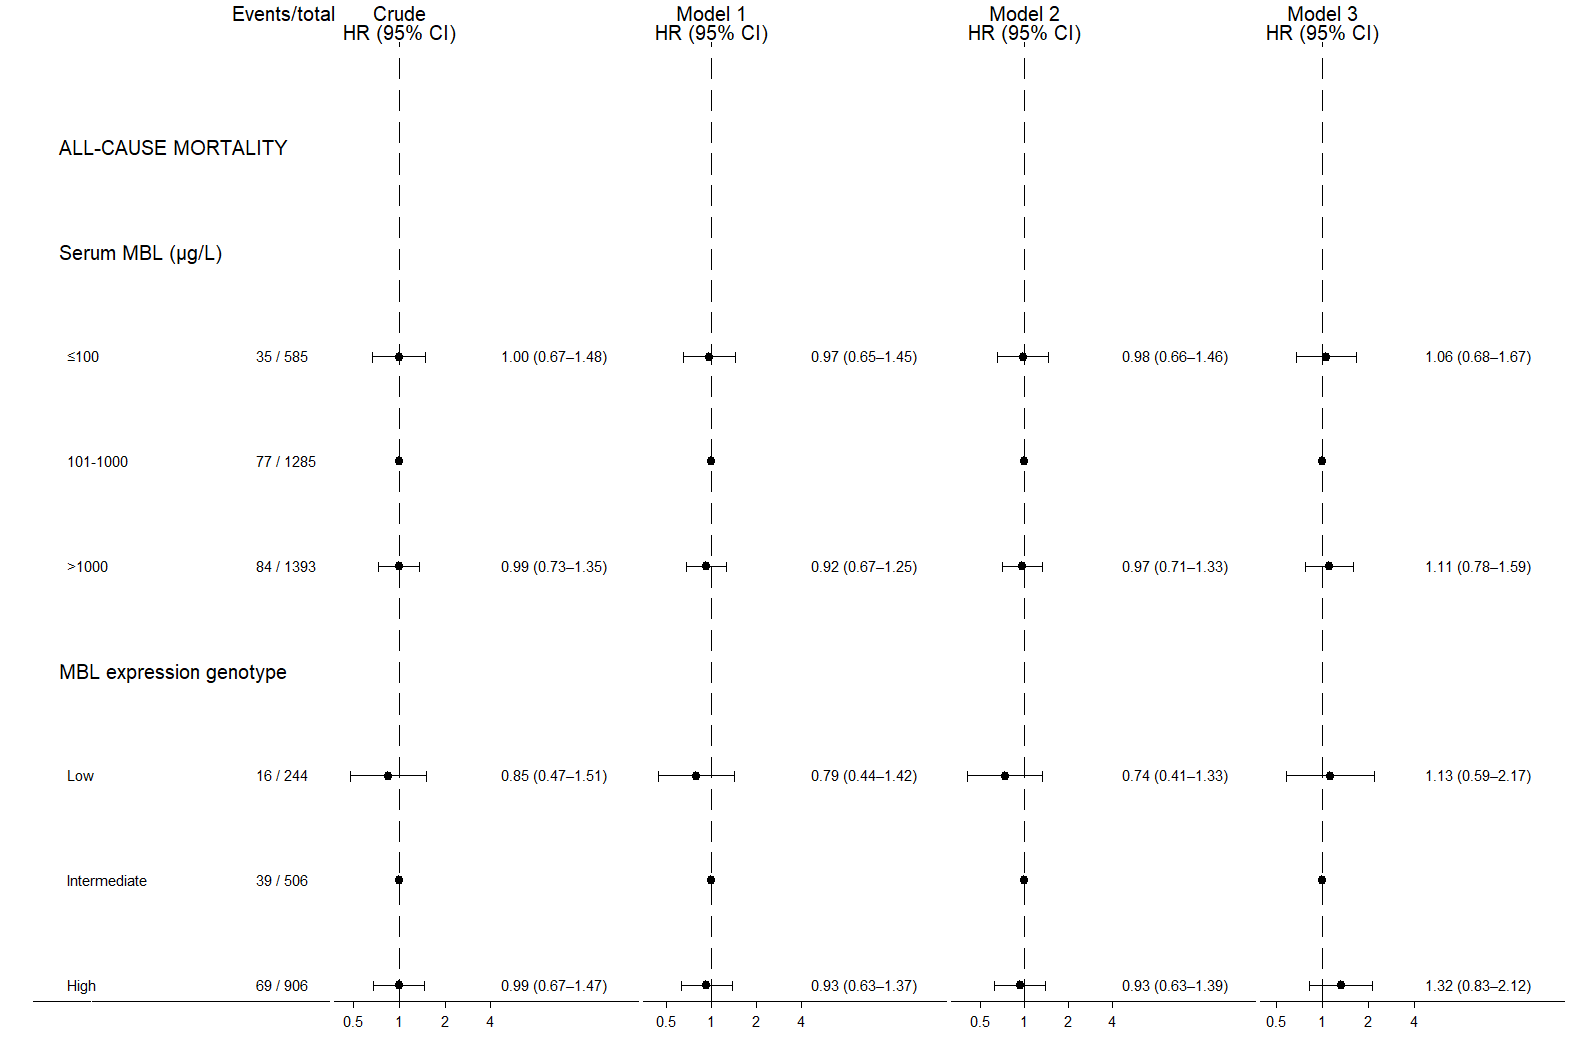 Events/total Crude Model 1 Model 2 Model 3
HR (95% CI) HR (95% CI) HR (95% CI) HR (95% CI)
ALL-CAUSE MORTALITY
Serum MBL (µg/L)
≤100 35 / 585 1.00 (0.67–1.48) 0.97 (0.65–1.45) 0.98 (0.66–1.46) 1.06 (0.68–1.67)
101-1000 77 / 1285
>1000 84 / 1393 0.99 (0.73–1.35) 0.92 (0.67–1.25) 0.97 (0.71–1.33) 1.11 (0.78–1.59)
MBL expression genotype
Low 16 / 244 0.85 (0.47–1.51) 0.79 (0.44–1.42) 0.74 (0.41–1.33) 1.13 (0.59–2.17)
Intermediate 39 / 506
High 69 / 906 0.99 (0.67–1.47) 0.93 (0.63–1.37) 0.93 (0.63–1.39) 1.32 (0.83–2.12)
0.5 1 2 4 0.5 1 2 4 0.5 1 2 4 0.5 1 2 4